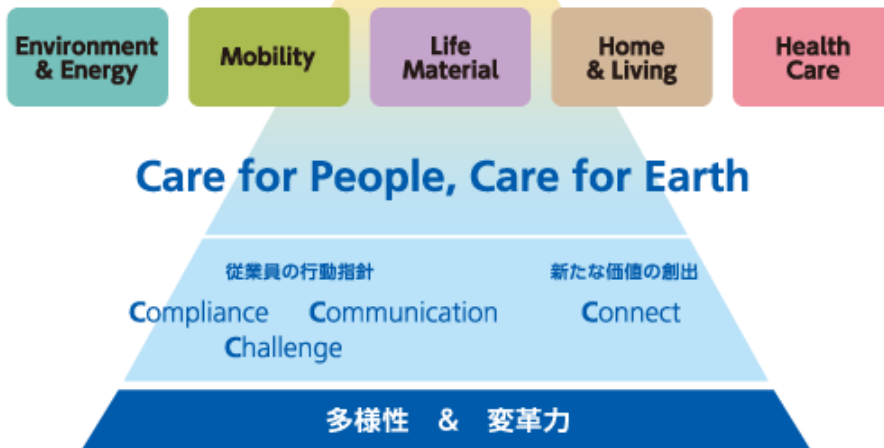 Environment
& Energy
Mobility
Life
Material
Home
& Living
Health
Care
Care for People, Care for Earth
従業員の行動指針
新たな価値の創出
Compliance Communication
Connect
Challenge
多様性 & 変革力